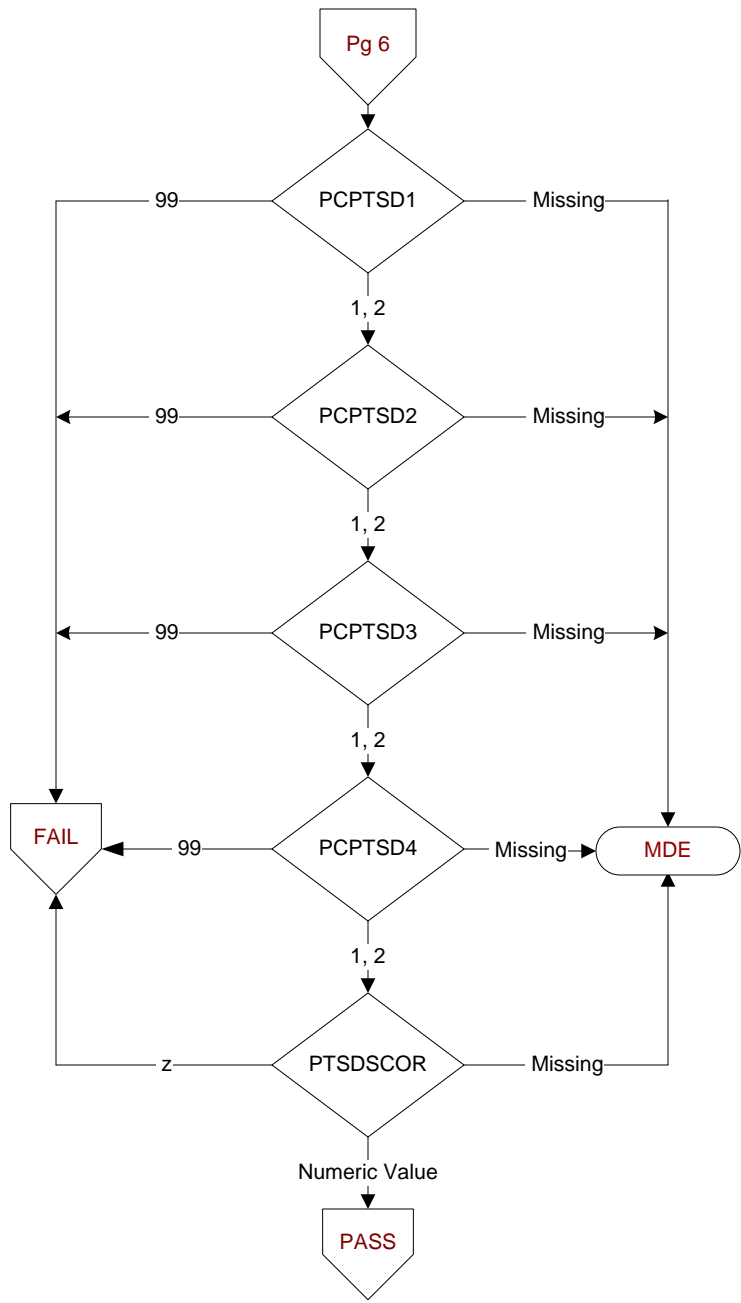 Pg 6
99
PCPTSD1
Missing
1, 2
99
PCPTSD2
Missing
1, 2
99
PCPTSD3
Missing
1, 2
FAIL
99
PCPTSD4
Missing
MDE
1, 2
z
PTSDSCOR
Missing
Numeric Value
PASS